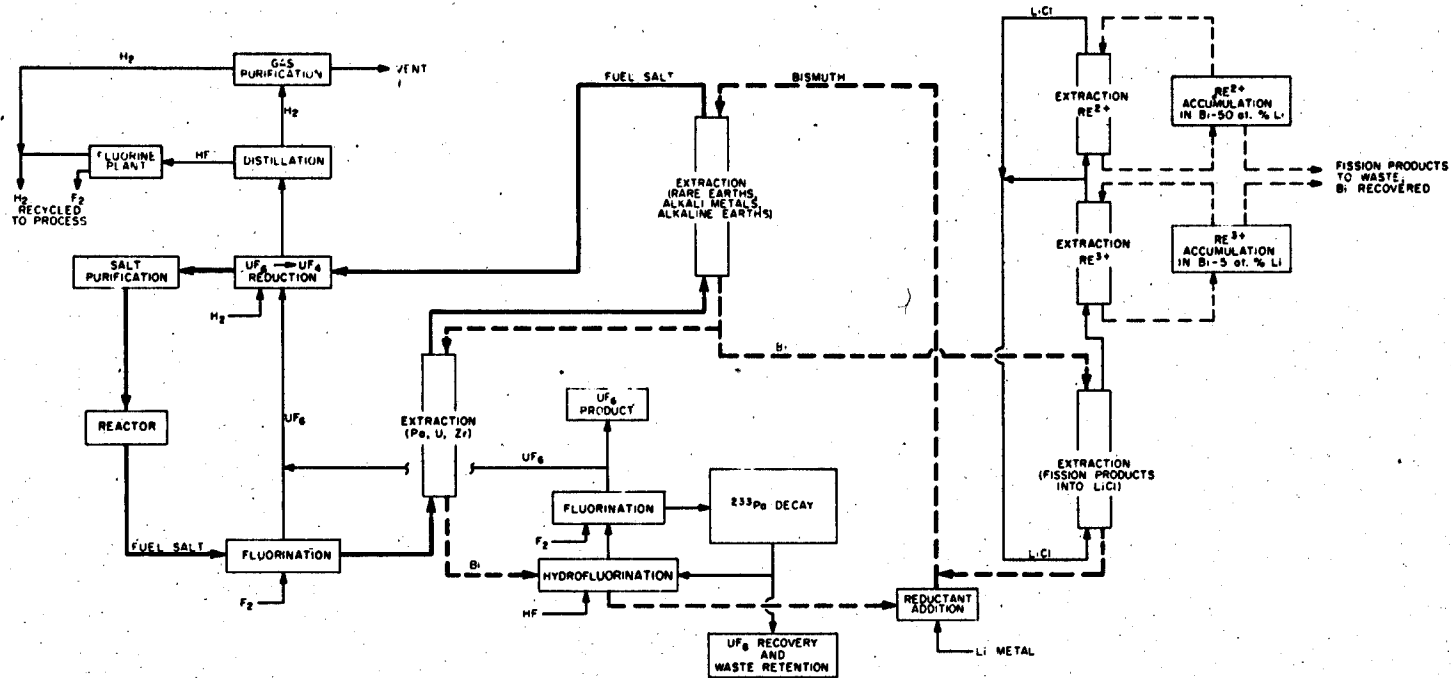 LiCl
H2
GAS
PURIFICATION
VENT
FUEL SALT
BISMUTH
EXTRACTION
RE2+
RE2+
ACCUMULATION
IN Bi-50 at. % Li
H2
FLUORINE
PLANT
HF
DISTILLATION
H2
F2
RECYCLED
TO PROCESS
EXTRACTION
(RARE EARTHS,
ALKALI METALS,
ALKALINE EARTHS)
FISSION PRODUCTS
TO WASTE;
Bi RECOVERED
EXTRACTION
RE3+
RE3+
ACCUMULATION
IN Bi-5 at. % Li
SALT
PURIFICATION
UF6 → UF4
REDUCTION
H2
Bi
REACTOR
UF6
EXTRACTION
(Pa, U, Zr)
UF6
PRODUCT
UF6
EXTRACTION
(FISSION PRODUCTS
INTO LiCl)
FLUORINATION
233Pa DECAY
F2
FUEL SALT
FLUORINATION
LiCl
Bi
HYDROFLUORINATION
F2
HF
REDUCTANT
ADDITION
UF6 RECOVERY
AND
WASTE RETENTION
Li METAL